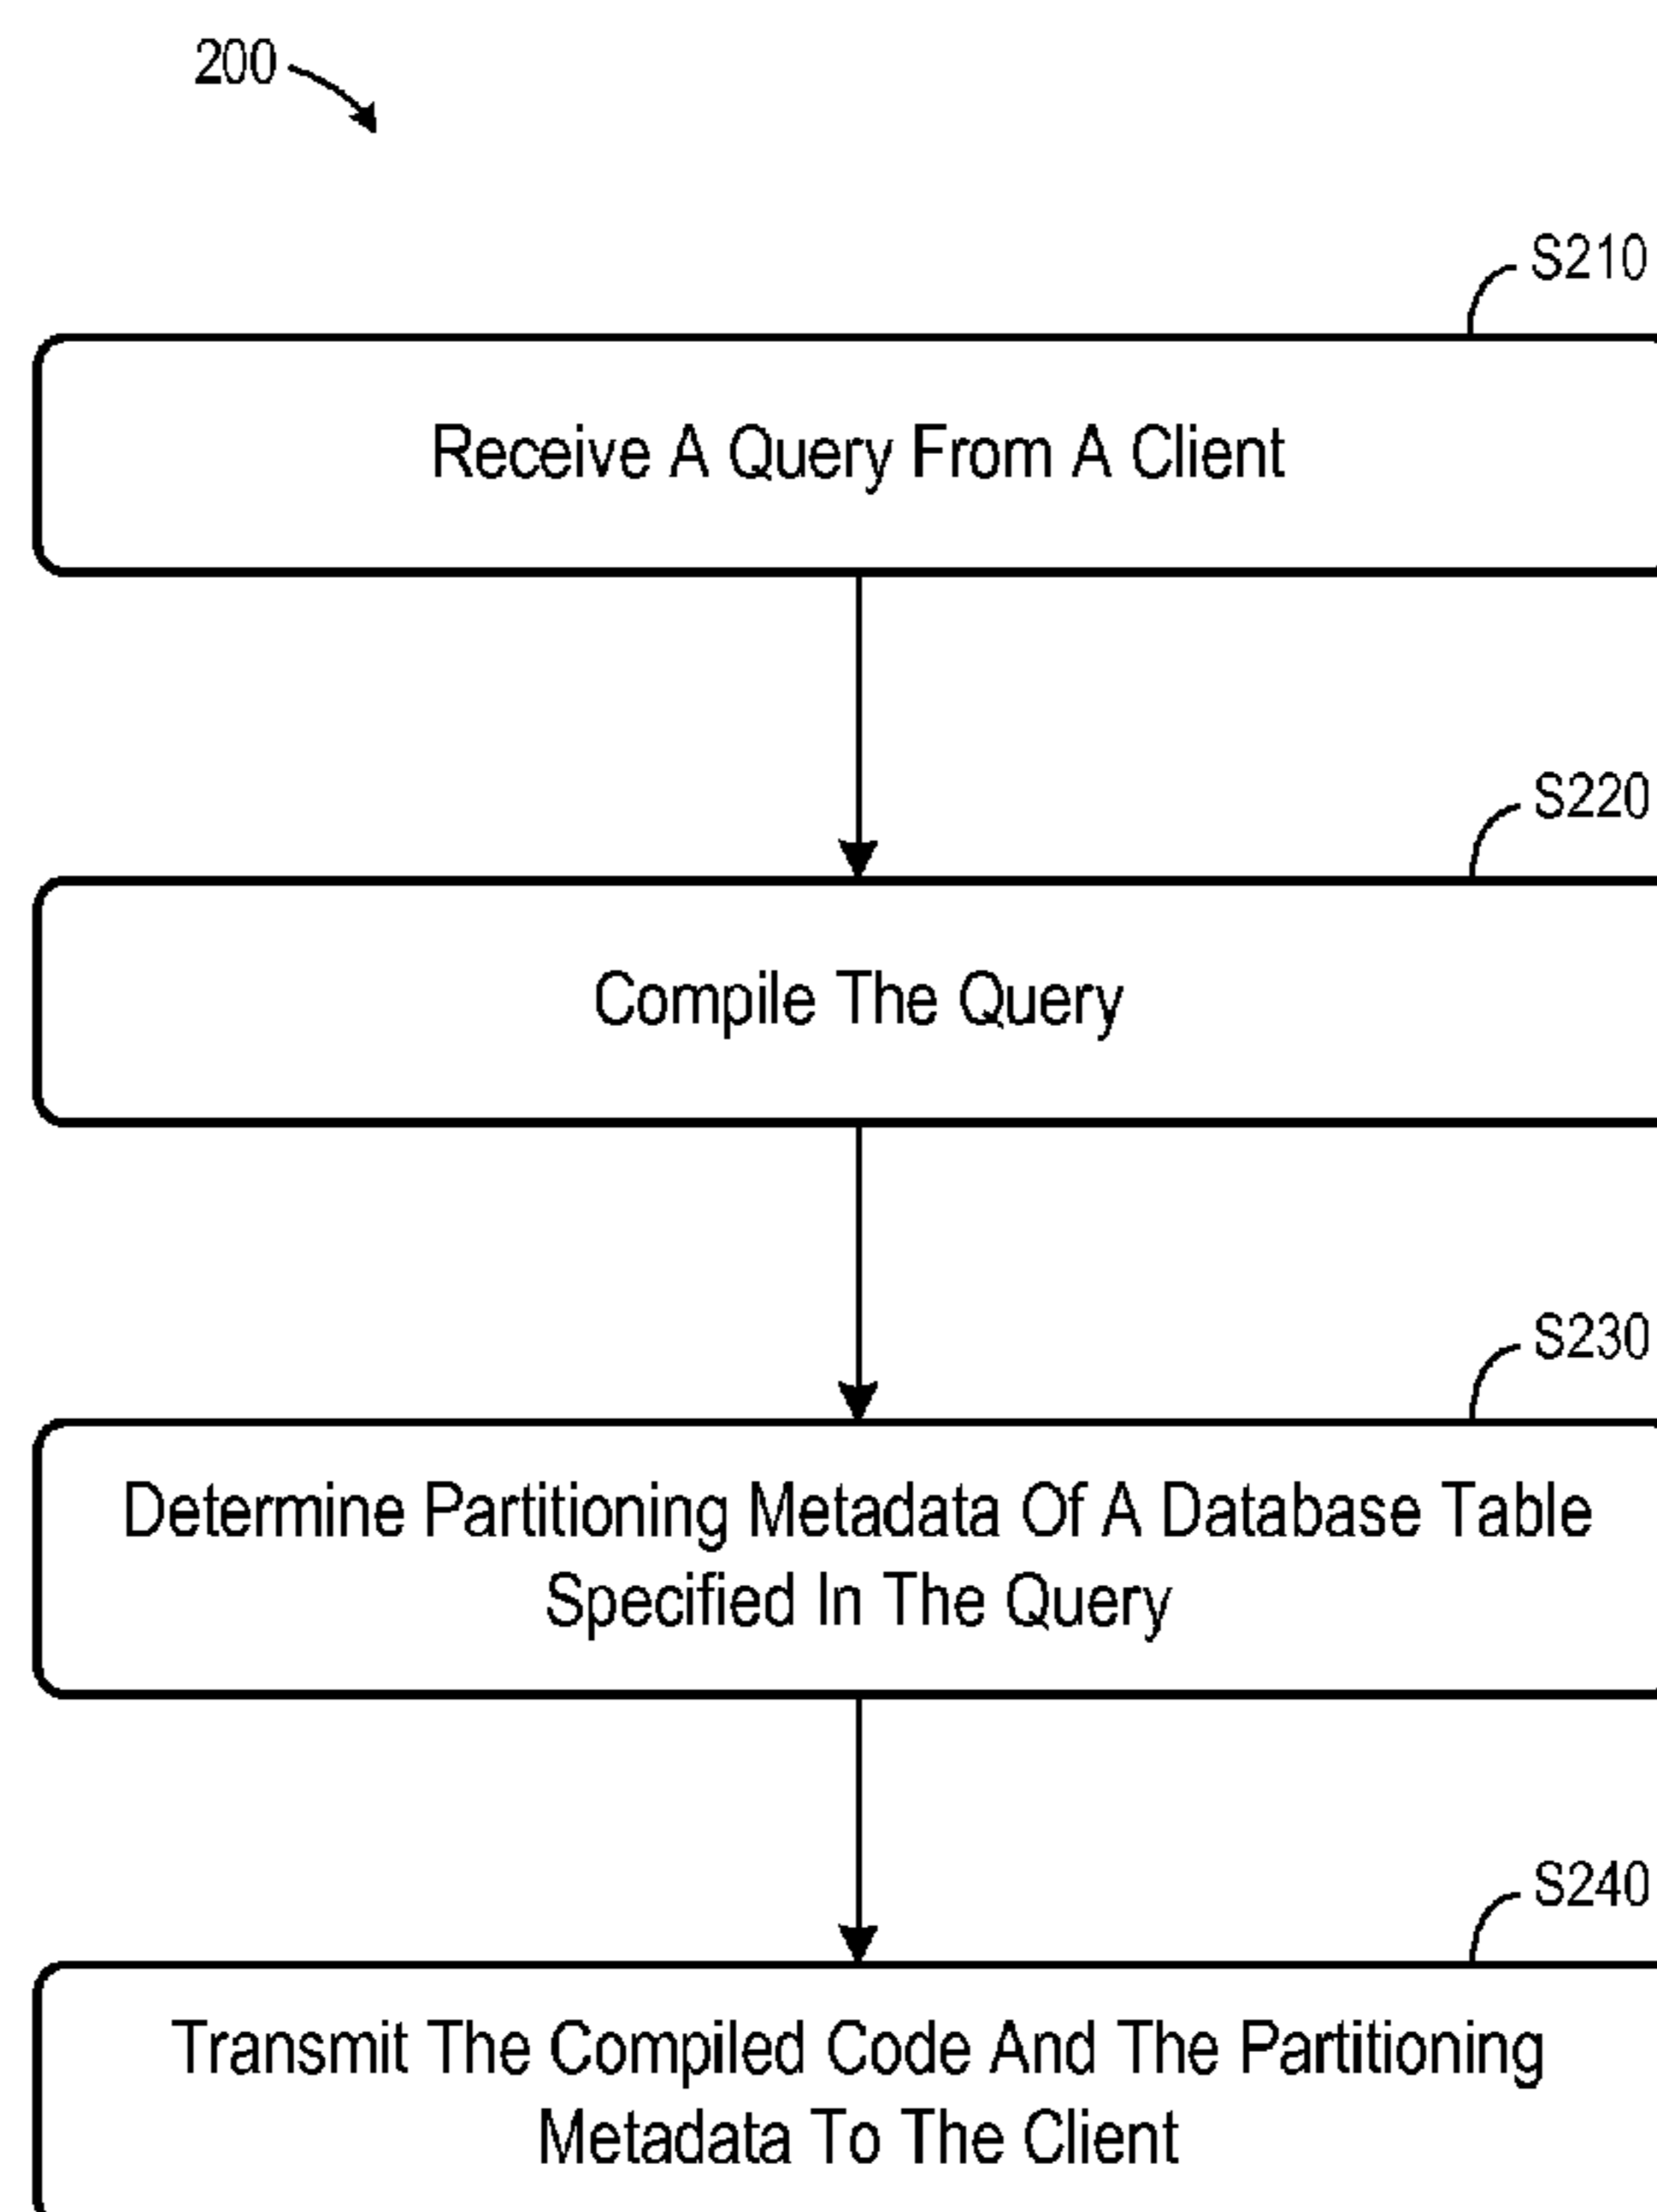 200
S210
Receive A Query From A Client
S220
Compile The Query
S230
Determine Partitioning Metadata Of A Database Table
Specified In The Query
S240
Transmit The Compiled Code And The Partitioning
Metadata To The Client